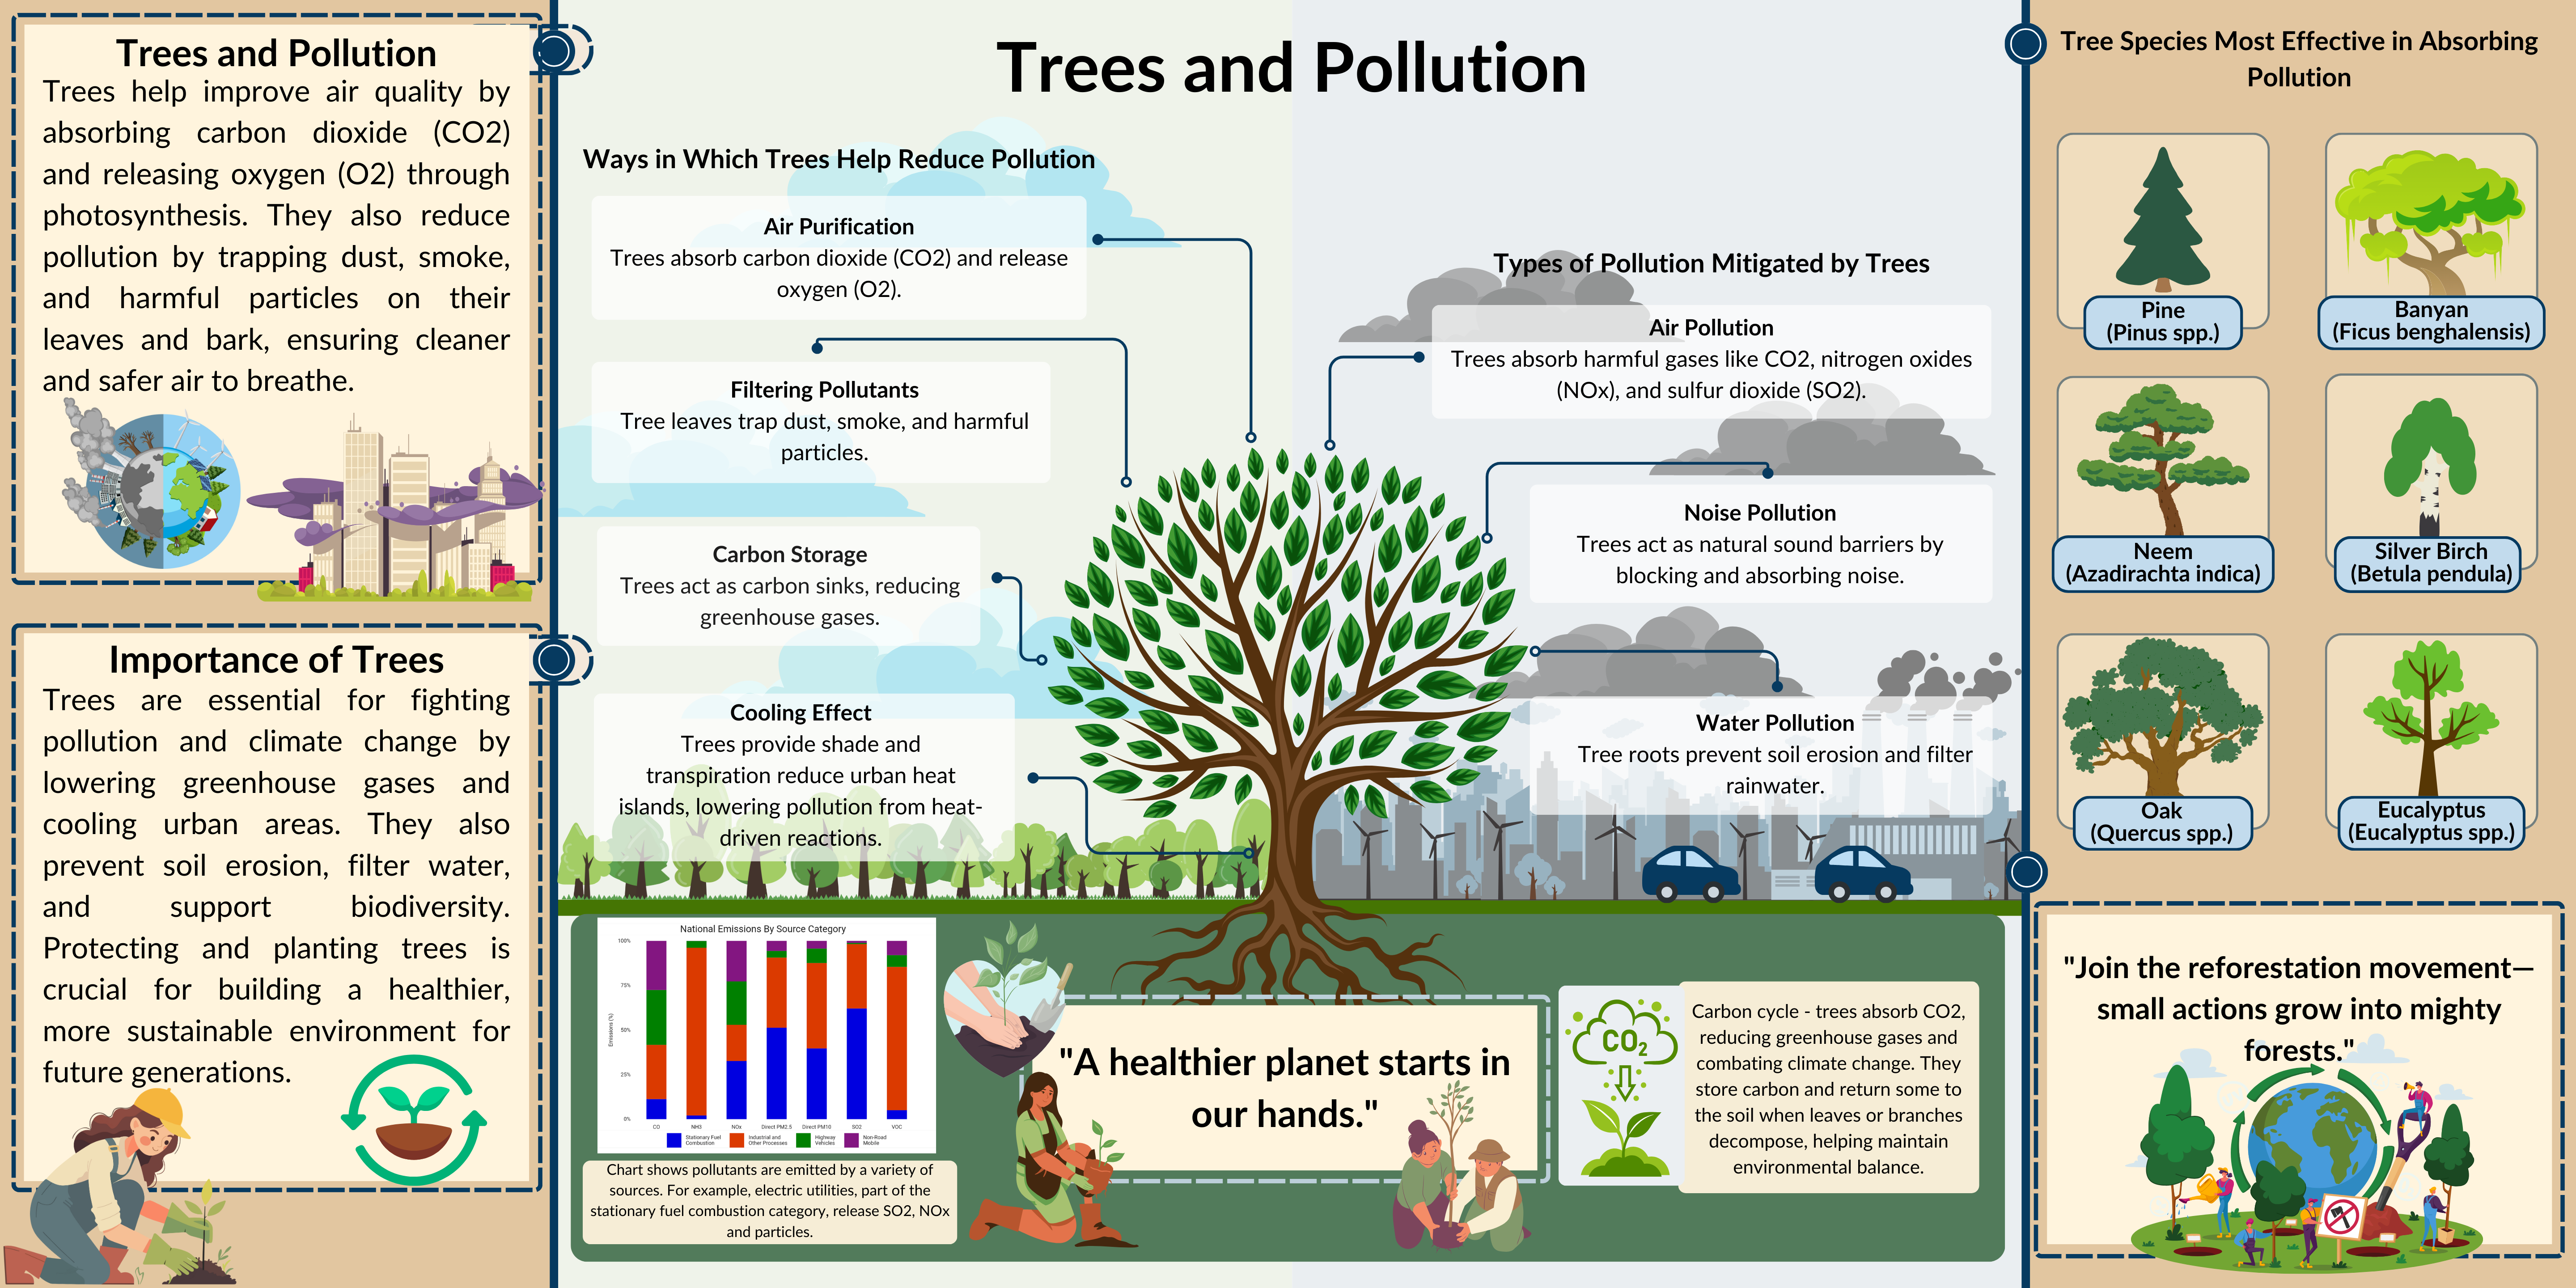 Trees and Pollution
Trees help improve air quality by
absorbing carbon dioxide (CO2)
and releasing oxygen (O2) through
photosynthesis. They also reduce
pollution by trapping dust, smoke,
and harmful particles on their
leaves and bark, ensuring cleaner
and safer air to breathe.
Importance of Trees
Trees are essential for fighting
pollution and climate change by
lowering greenhouse gases and
cooling urban areas. They also
prevent soil erosion, filter water,
and support biodiversity.
Protecting and planting trees is
crucial for building a healthier,
more sustainable environment for
future generations.
Trees and Pollution
Ways in Which Trees Help Reduce Pollution
Air Purification
Trees absorb carbon dioxide (CO2) and release
oxygen (O2).
Filtering Pollutants
Tree leaves trap dust, smoke, and harmful
particles.
Carbon Storage
Trees act as carbon sinks, reducing
greenhouse gases.
Cooling Effect
Trees provide shade and
transpiration reduce urban heat
islands, lowering pollution from heat-
driven reactions.
Types of Pollution Mitigated by Trees
Air Pollution
Trees absorb harmful gases like CO2, nitrogen oxides
(NOx), and sulfur dioxide (SO2).
Noise Pollution
Trees act as natural sound barriers by
blocking and absorbing noise.
Water Pollution
Tree roots prevent soil erosion and filter
rainwater.
National Emissions By Source Category
Emissions (%)
100%
75%
50%
25%
0%
CO NH3 NOx Direct PM2.5 Direct PM10 SO2 VOC
Stationary Fuel Combustion
Industrial and Other Processes
Highway Vehicles
Non-Road Mobile
Chart shows pollutants are emitted by a variety of
sources. For example, electric utilities, part of the
stationary fuel combustion category, release SO2, NOx
and particles.
"A healthier planet starts in
our hands."
CO2
Carbon cycle - trees absorb CO2,
reducing greenhouse gases and
combating climate change. They
store carbon and return some to
the soil when leaves or branches
decompose, helping maintain
environmental balance.
Tree Species Most Effective in Absorbing
Pollution
Pine
(Pinus spp.)
Banyan
(Ficus benghalensis)
Neem
(Azadirachta indica)
Silver Birch
(Betula pendula)
Oak
(Quercus spp.)
Eucalyptus
(Eucalyptus spp.)
"Join the reforestation movement—
small actions grow into mighty
forests."